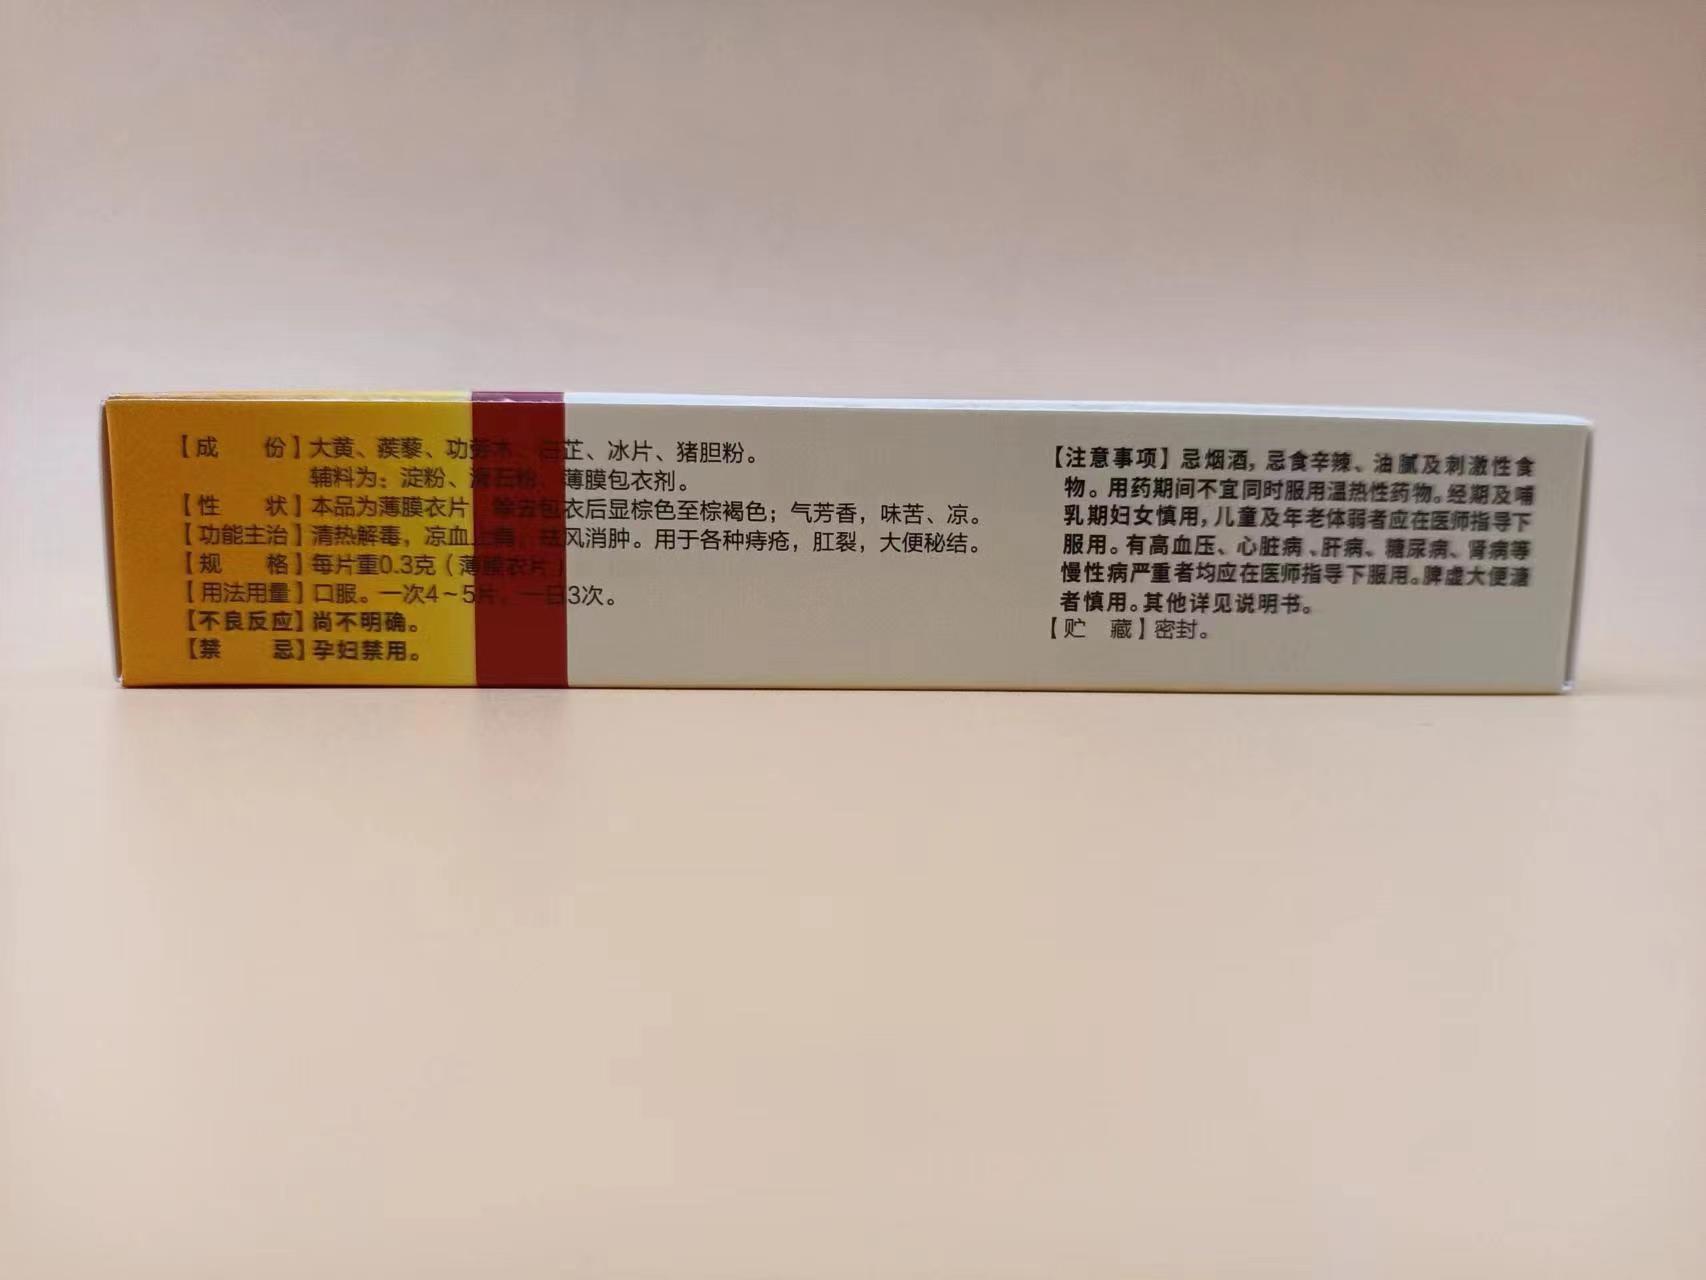 【成 份】大黄、蒺藜、功劳木、白芷、冰片、猪胆粉。
辅料为：淀粉、滑石粉、薄膜包衣剂。
【性 状】本品为薄膜衣片，除去包衣后显棕色至棕褐色；气芳香，味苦、凉。
【功能主治】清热解毒，凉血止痛，祛风消肿。用于各种痔疮，肛裂，大便秘结。
【规 格】每片重0.3克（薄膜衣片）
【用法用量】口服。一次4～5片，一日3次。
【不良反应】尚不明确。
【禁 忌】孕妇禁用。
【注意事项】忌烟酒，忌食辛辣、油腻及刺激性食
物。用药期间不宜同时服用温热性药物。经期及哺
乳期妇女慎用，儿童及年老体弱者应在医师指导下
服用。有高血压、心脏病、肝病、糖尿病、肾病等
慢性病严重者均应在医师指导下服用。脾虚大便溏
者慎用。其他详见说明书。
【贮 藏】密封。